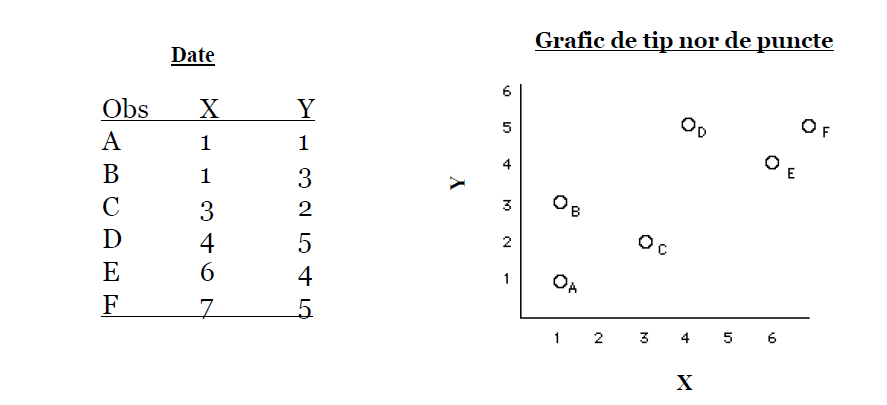 Date
Obs X Y
A 1 1
B 1 3
C 3 2
D 4 5
E 6 4
F 7 5
Grafic de tip nor de puncte
6
5
4
3
2
1
Y
D
F
E
B
C
A
1 2 3 4 5 6
X